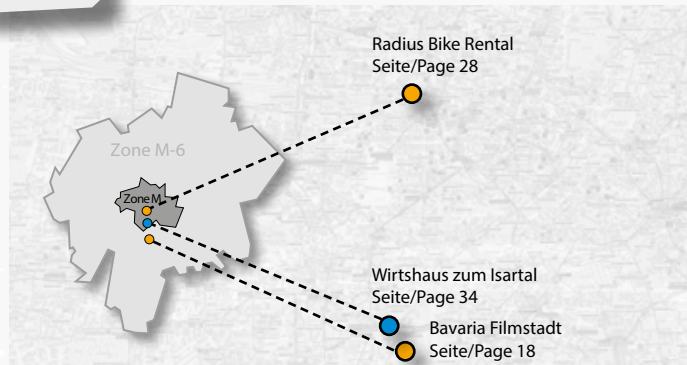 Radius Bike Rental
Seite/Page 28
Zone M-6
Zone M
Wirtshaus zum Isartal
Seite/Page 34
Bavaria Filmstadt
Seite/Page 18